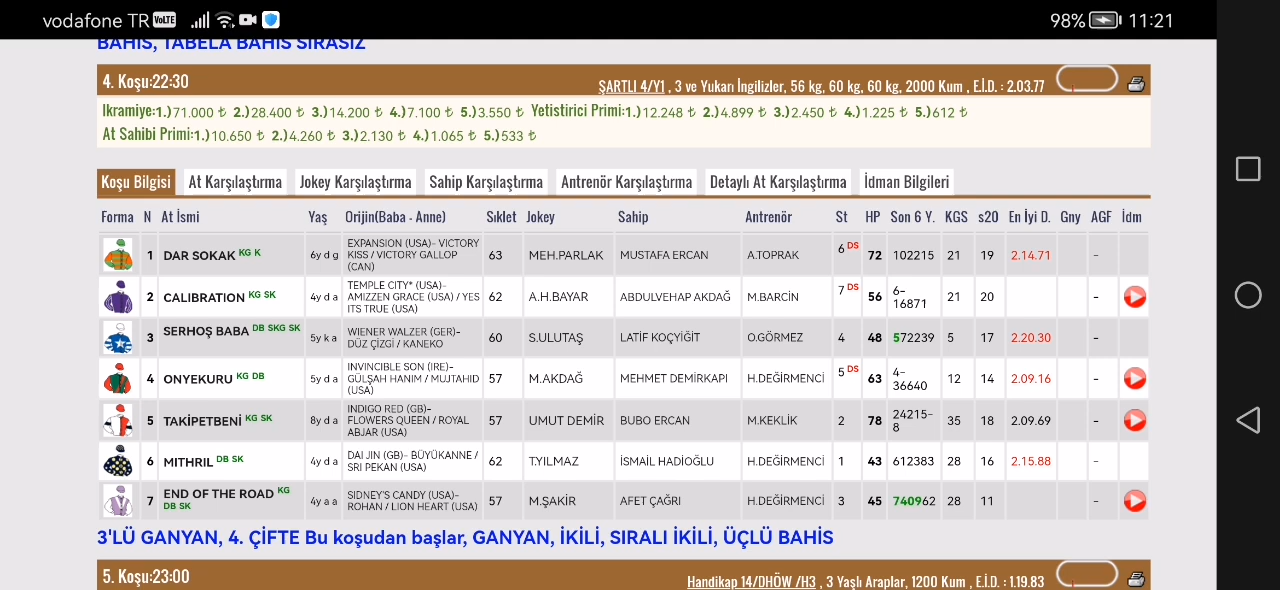 vodafone TR VoLTE 98% 11:21
BAHİS, TABELA BAHİS SIRASIZ
4. Koşu:22:30 ŞARTLI 4/Y1 , 3 ve Yukarı İngilizler, 56 kg, 60 kg, 60 kg, 2000 Kum , E.İ.D. : 2.03.77
Ikramiye:1.)71.000 ₺ 2.)28.400 ₺ 3.)14.200 ₺ 4.)7.100 ₺ 5.)3.550 ₺ Yetistirici Primi:1.)12.248 ₺ 2.)4.899 ₺ 3.)2.450 ₺ 4.)1.225 ₺ 5.)612 ₺
At Sahibi Primi:1.)10.650 ₺ 2.)4.260 ₺ 3.)2.130 ₺ 4.)1.065 ₺ 5.)533 ₺
Koşu Bilgisi At Karşılaştırma Jokey Karşılaştırma Sahip Karşılaştırma Antrenör Karşılaştırma Detaylı At Karşılaştırma İdman Bilgileri
Forma N At İsmi Yaş Orijin(Baba - Anne) Sıklet Jokey Sahip Antrenör St HP Son 6 Y. KGS s20 En İyi D. Gny AGF İdm
1 DAR SOKAK KG K 6y d g EXPANSION (USA)- VICTORY KISS / VICTORY GALLOP (CAN) 63 MEH.PARLAK MUSTAFA ERCAN A.TOPRAK 6 DS 72 102215 21 19 2.14.71 -
2 CALIBRATION KG SK 4y d a TEMPLE CITY* (USA)- AMIZZEN GRACE (USA) / YES ITS TRUE (USA) 62 A.H.BAYAR ABDULVEHAP AKDAĞ M.BARCİN 7 DS 56 6-16871 21 20 -
3 SERHOŞ BABA DB SKG SK 5y k a WIENER WALZER (GER)- DÜZ ÇİZGİ / KANEKO 60 S.ULUTAŞ LATİF KOÇYİĞİT O.GÖRMEZ 4 48 572239 5 17 2.20.30 -
4 ONYEKURU KG DB 5y d a INVINCIBLE SON (IRE)- GÜLŞAH HANIM / MUJTAHID (USA) 57 M.AKDAĞ MEHMET DEMİRKAPI H.DEĞİRMENCİ 5 DS 63 4-36640 12 14 2.09.16 -
5 TAKİPETBENİ KG SK 8y d a INDIGO RED (GB)- FLOWERS QUEEN / ROYAL ABJAR (USA) 57 UMUT DEMİR BUBO ERCAN M.KEKLİK 2 78 24215-8 35 18 2.09.69 -
6 MITHRIL DB SK 4y d a DAI JIN (GB)- BÜYÜKANNE / SRI PEKAN (USA) 62 T.YILMAZ İSMAİL HADİOĞLU H.DEĞİRMENCİ 1 43 612383 28 16 2.15.88 -
7 END OF THE ROAD KG DB SK 4y a a SIDNEY'S CANDY (USA)- ROHAN / LION HEART (USA) 57 M.ŞAKİR AFET ÇAĞRI H.DEĞİRMENCİ 3 45 740962 28 11 -
3'LÜ GANYAN, 4. ÇİFTE Bu koşudan başlar, GANYAN, İKİLİ, SIRALI İKİLİ, ÜÇLÜ BAHİS
5. Koşu:23:00 Handikap 14/DHÖW /H3 , 3 Yaşlı Araplar, 1200 Kum , E.İ.D. : 1.19.83